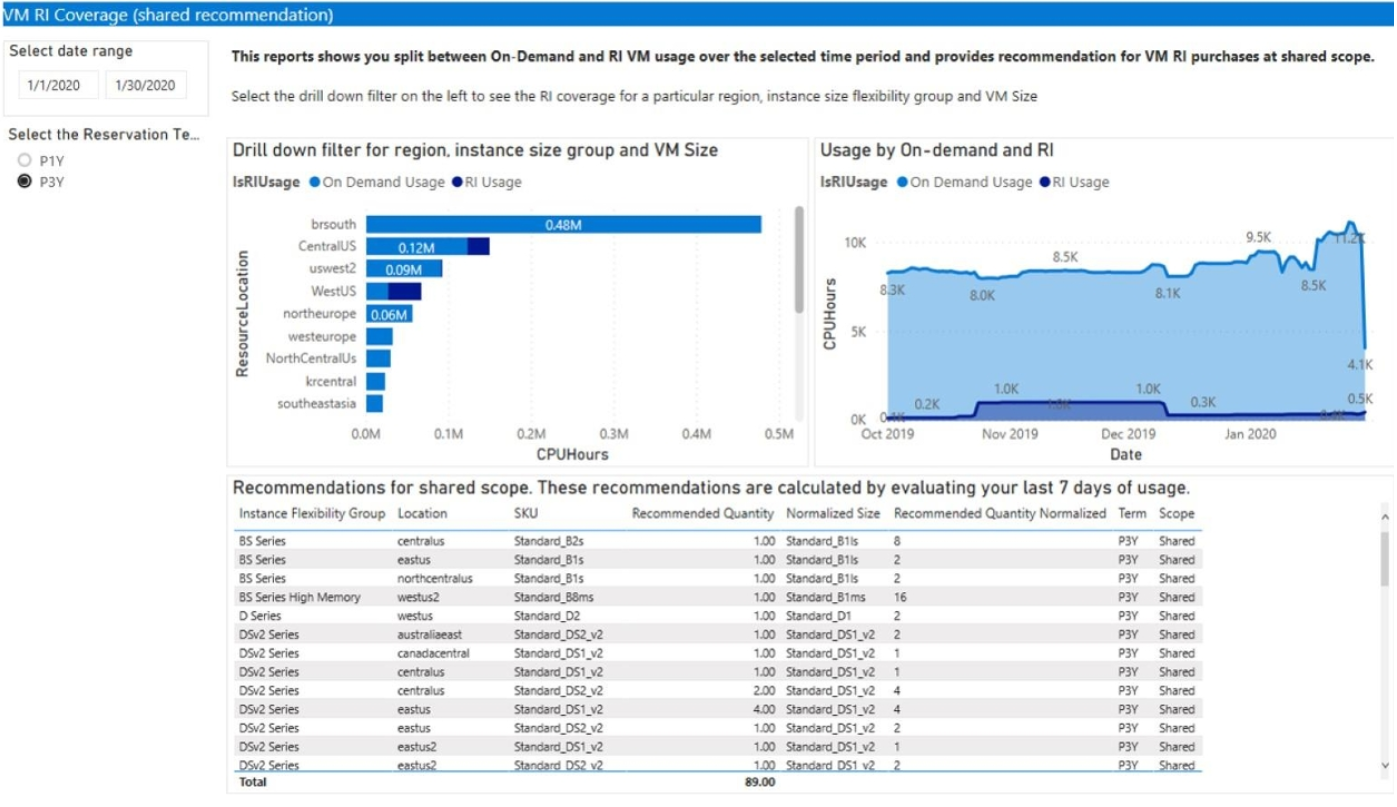 VM RI Coverage (shared recommendation)
Select date range
1/1/2020 1/30/2020
Select the Reservation Te...
P1Y
P3Y
This reports shows you split between On-Demand and RI VM usage over the selected time period and provides recommendation for VM RI purchases at shared scope.
Select the drill down filter on the left to see the RI coverage for a particular region, instance size flexibility group and VM Size
Drill down filter for region, instance size group and VM Size
IsRIUsage On Demand Usage RI Usage
ResourceLocation
brsouth 0.48M
CentralUS 0.12M
uswest2 0.09M
WestUS
northeurope 0.06M
westeurope
NorthCentralUs
krcentral
southeastasia
0.0M 0.1M 0.2M 0.3M 0.4M 0.5M
CPUHours
Usage by On-demand and RI
IsRIUsage On Demand Usage RI Usage
CPUHours
10K
5K
0K
8.3K 8.0K 8.5K 8.1K 9.5K 8.5K 11.2K 4.1K
0.1K 0.2K 1.0K 1.0K 1.0K 0.3K 0.4K 0.5K
Oct 2019 Nov 2019 Dec 2019 Jan 2020
Date
Recommendations for shared scope. These recommendations are calculated by evaluating your last 7 days of usage.
Instance Flexibility Group Location SKU Recommended Quantity Normalized Size Recommended Quantity Normalized Term Scope
BS Series centralus Standard_B2s 1.00 Standard_B1ls 8 P3Y Shared
BS Series eastus Standard_B1s 1.00 Standard_B1ls 2 P3Y Shared
BS Series northcentralus Standard_B1s 1.00 Standard_B1ls 2 P3Y Shared
BS Series High Memory westus2 Standard_B8ms 1.00 Standard_B1ms 16 P3Y Shared
D Series westus Standard_D2 1.00 Standard_D1 2 P3Y Shared
DSv2 Series australiaeast Standard_DS2_v2 1.00 Standard_DS1_v2 2 P3Y Shared
DSv2 Series canadacentral Standard_DS1_v2 1.00 Standard_DS1_v2 1 P3Y Shared
DSv2 Series centralus Standard_DS1_v2 1.00 Standard_DS1_v2 1 P3Y Shared
DSv2 Series centralus Standard_DS2_v2 2.00 Standard_DS1_v2 4 P3Y Shared
DSv2 Series eastus Standard_DS1_v2 4.00 Standard_DS1_v2 4 P3Y Shared
DSv2 Series eastus Standard_DS2_v2 1.00 Standard_DS1_v2 2 P3Y Shared
DSv2 Series eastus2 Standard_DS1_v2 1.00 Standard_DS1_v2 1 P3Y Shared
DSv2 Series eastus2 Standard_DS2_v2 1.00 Standard_DS1_v2 2 P3Y Shared
Total 89.00